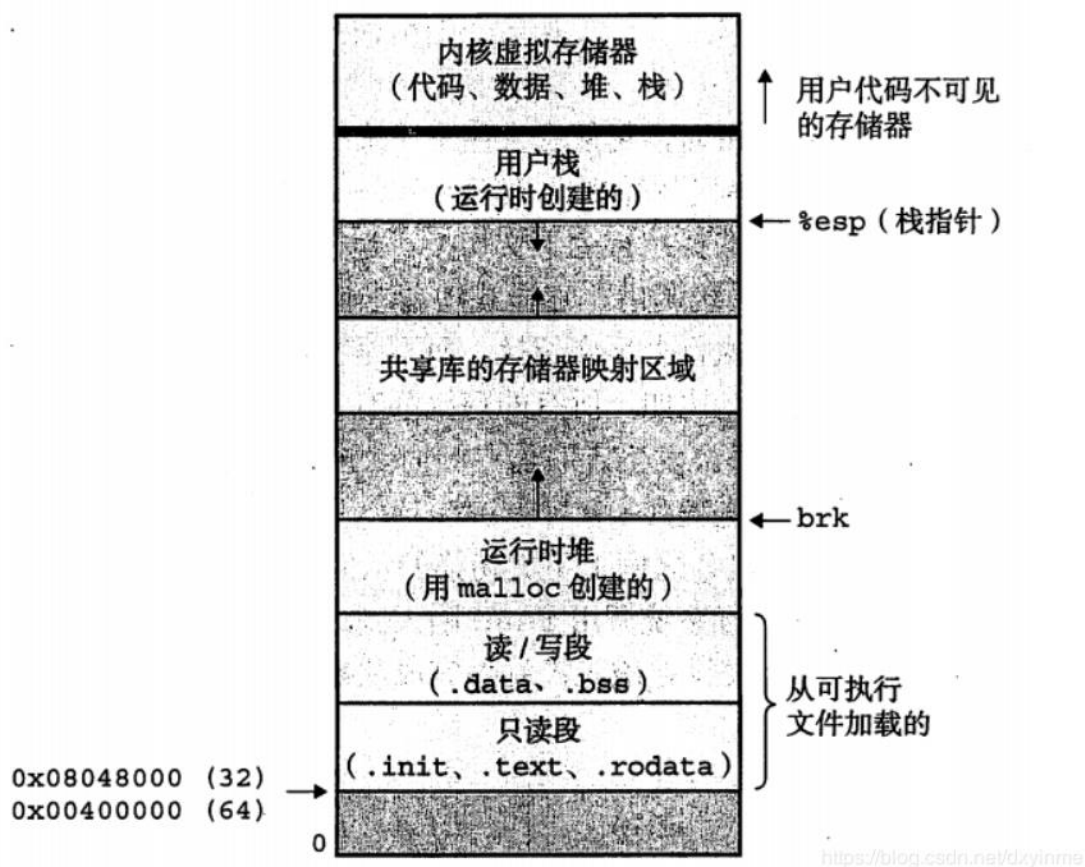 内核虚拟存储器
(代码、数据、堆、栈)
用户代码不可见
的存储器
用户栈
(运行时创建的)
%esp(栈指针)
共享库的存储器映射区域
brk
运行时堆
(用 malloc 创建的)
读/写段
(.data、.bss)
从可执行
文件加载的
只读段
(.init、.text、.rodata)
0x08048000 (32)
0x00400000 (64)
0
https://blog.csdn.net/dxyinme